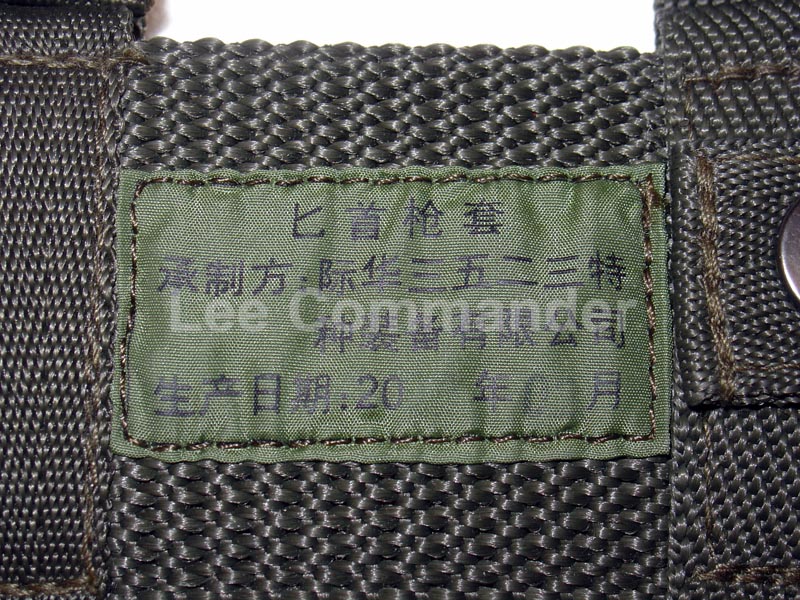 匕首枪套
承制方:际华三五二三特
种装备有限公司
Lee Commander
生产日期:20 年 月